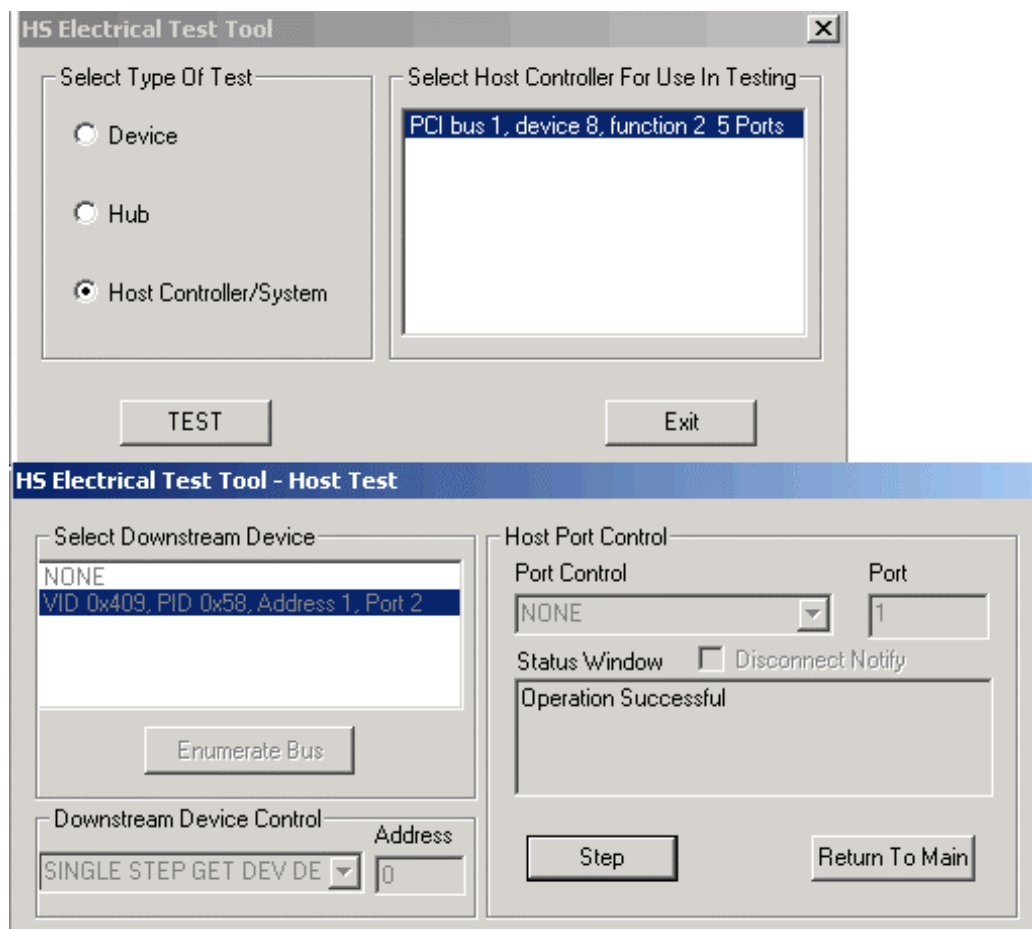 HS Electrical Test Tool
Select Type Of Test
Device
Hub
Host Controller/System
Select Host Controller For Use In Testing
PCI bus 1, device 8, function 2 5 Ports
TEST
Exit
HS Electrical Test Tool - Host Test
Select Downstream Device
NONE
VID 0x409, PID 0x58, Address 1, Port 2
Enumerate Bus
Downstream Device Control
Address
SINGLE STEP GET DEV DE
0
Host Port Control
Port Control
Port
NONE
1
Status Window
Disconnect Notify
Operation Successful
Step
Return To Main